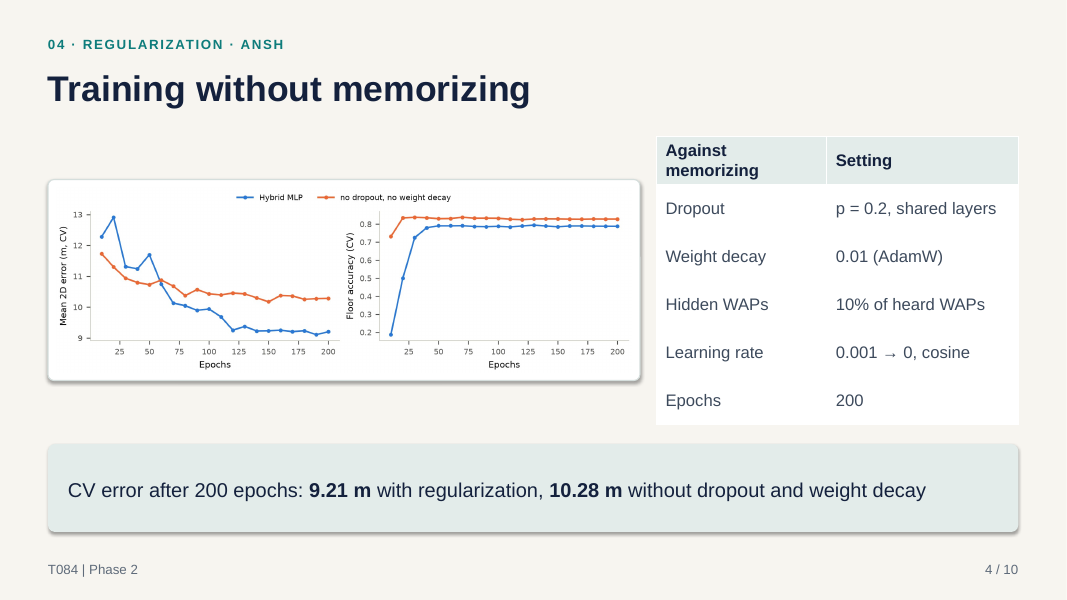 04 · REGULARIZATION · ANSH
Training without memorizing
Hybrid MLP
no dropout, no weight decay
Mean 2D error (m, CV)
13
12
11
10
9
25 50 75 100 125 150 175 200
Epochs
Floor accuracy (CV)
0.8
0.7
0.6
0.5
0.4
0.3
0.2
25 50 75 100 125 150 175 200
Epochs
Against memorizing Setting
Dropout p = 0.2, shared layers
Weight decay 0.01 (AdamW)
Hidden WAPs 10% of heard WAPs
Learning rate 0.001 → 0, cosine
Epochs 200
CV error after 200 epochs: 9.21 m with regularization, 10.28 m without dropout and weight decay
T084 | Phase 2
4 / 10